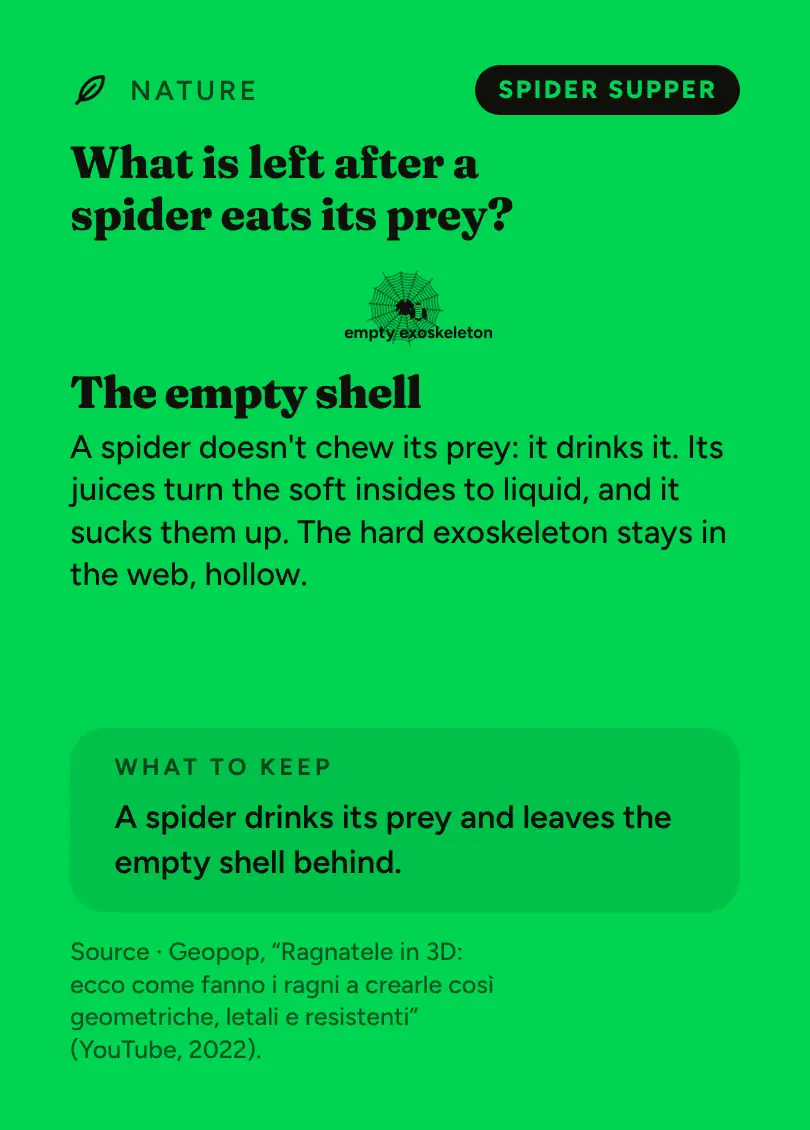 NATURE
SPIDER SUPPER
What is left after a
spider eats its prey?
empty exoskeleton
The empty shell
A spider doesn't chew its prey: it drinks it. Its
juices turn the soft insides to liquid, and it
sucks them up. The hard exoskeleton stays in
the web, hollow.
WHAT TO KEEP
A spider drinks its prey and leaves the
empty shell behind.
Source · Geopop, “Ragnatele in 3D:
ecco come fanno i ragni a crearle così
geometriche, letali e resistenti”
(YouTube, 2022).